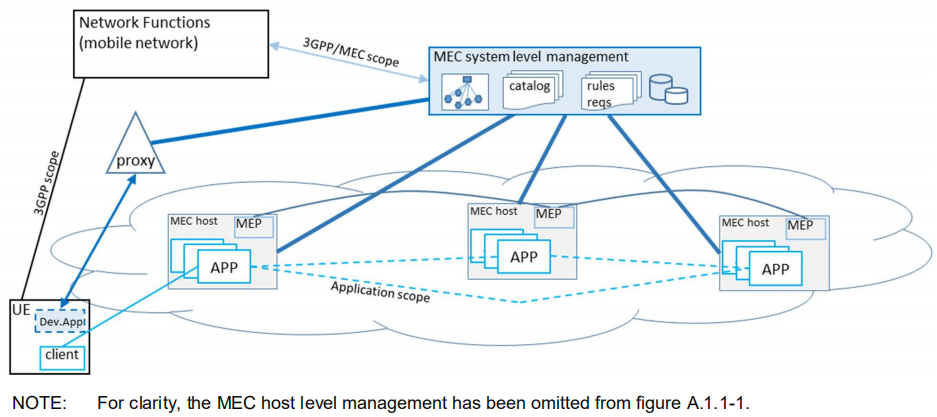 Network Functions
(mobile network)
3GPP/MEC scope
MEC system level management
catalog
rules
reqs
proxy
3GPP scope
MEC host
MEP
APP
MEC host
MEP
APP
MEC host
MEP
APP
Application scope
UE
Dev.Appl
client
NOTE: For clarity, the MEC host level management has been omitted from figure A.1.1-1.